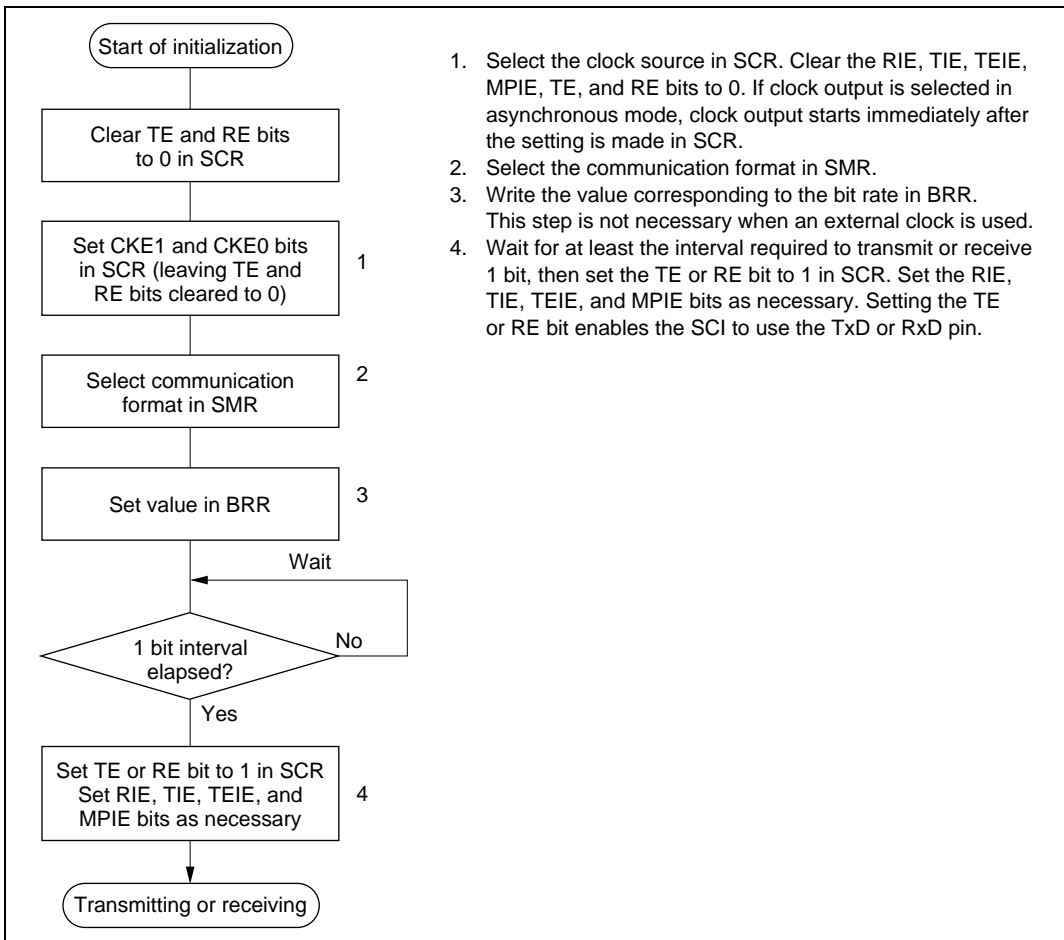 Start of initialization
Clear TE and RE bits
to 0 in SCR
Set CKE1 and CKE0 bits
in SCR (leaving TE and
RE bits cleared to 0)
1
Select communication
format in SMR
2
Set value in BRR
3
Wait
1 bit interval
elapsed?
No
Yes
Set TE or RE bit to 1 in SCR
Set RIE, TIE, TEIE, and
MPIE bits as necessary
4
Transmitting or receiving
1. Select the clock source in SCR. Clear the RIE, TIE, TEIE,
MPIE, TE, and RE bits to 0. If clock output is selected in
asynchronous mode, clock output starts immediately after
the setting is made in SCR.
2. Select the communication format in SMR.
3. Write the value corresponding to the bit rate in BRR.
This step is not necessary when an external clock is used.
4. Wait for at least the interval required to transmit or receive
1 bit, then set the TE or RE bit to 1 in SCR. Set the RIE,
TIE, TEIE, and MPIE bits as necessary. Setting the TE
or RE bit enables the SCI to use the TxD or RxD pin.